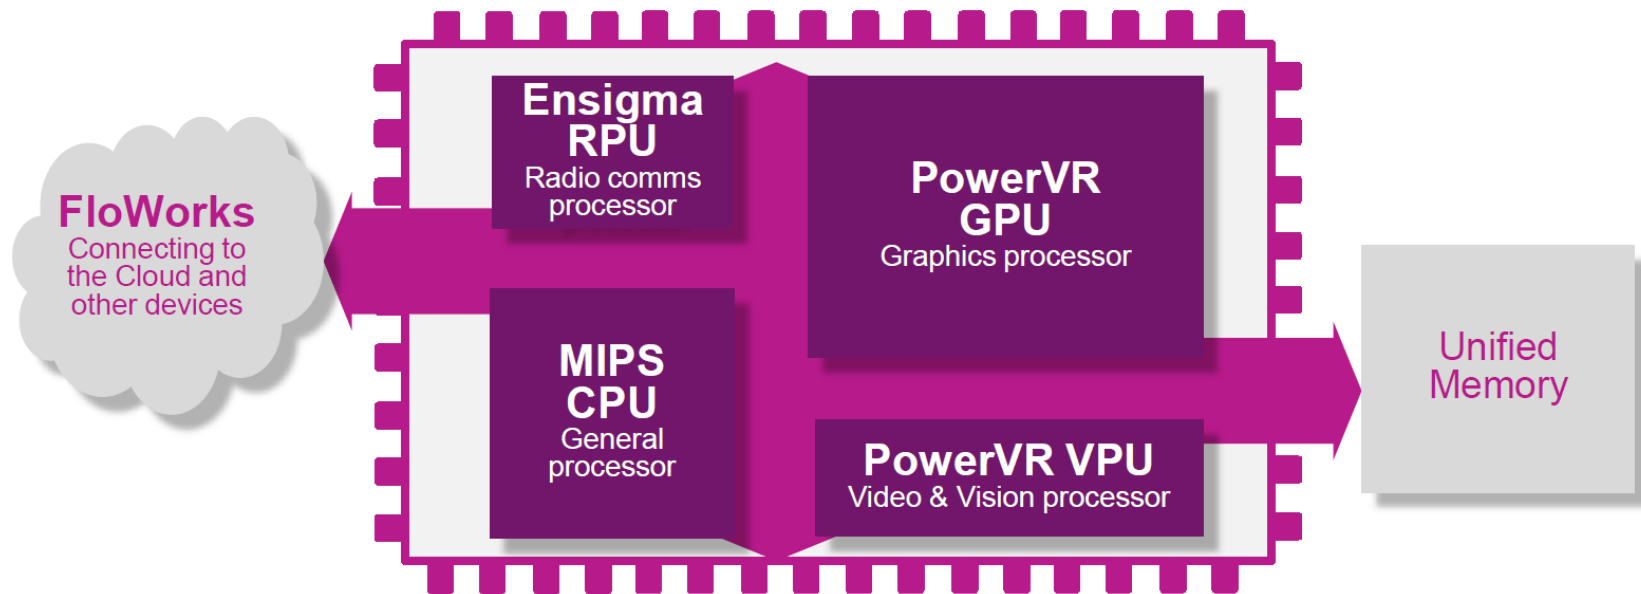 Ensigma
RPU
Radio comms
processor
PowerVR
GPU
Graphics processor
FloWorks
Connecting to
the Cloud and
other devices
MIPS
CPU
General
processor
PowerVR VPU
Video & Vision processor
Unified
Memory